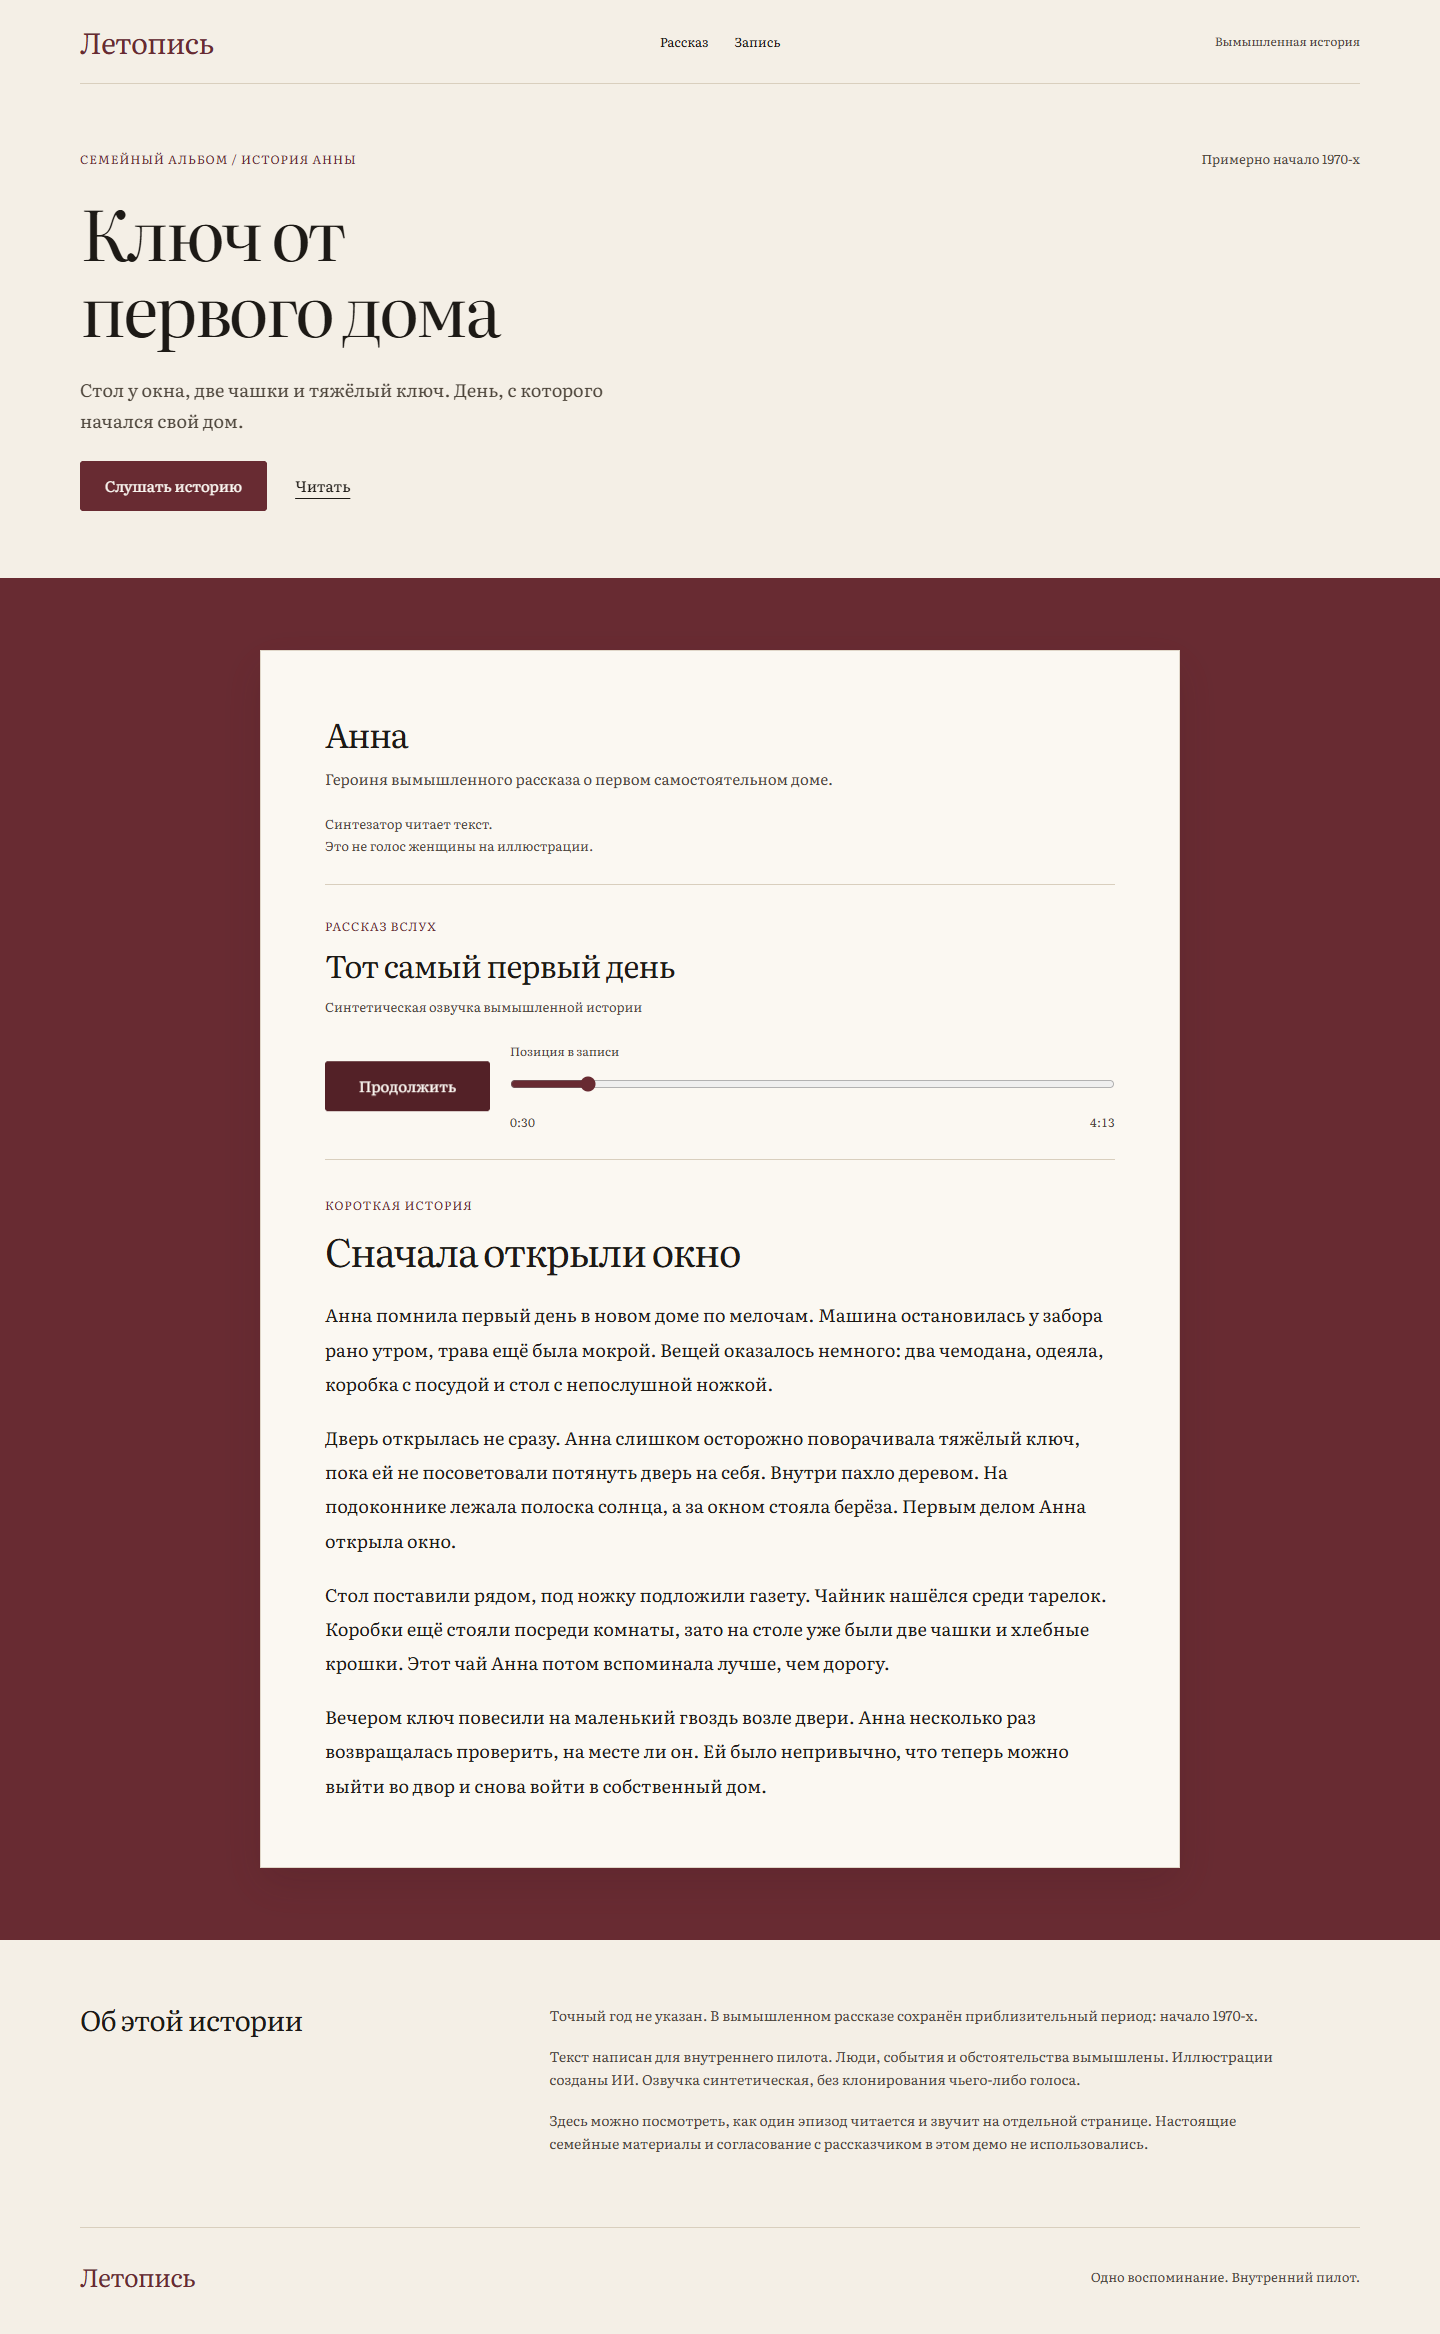 Летопись
Рассказ
Запись
Вымышленная история
СЕМЕЙНЫЙ АЛЬБОМ / ИСТОРИЯ АННЫ
Примерно начало 1970-х
Ключ от
первого дома
Стол у окна, две чашки и тяжёлый ключ. День, с которого
начался свой дом.
Слушать историю
Читать
Анна
Героиня вымышленного рассказа о первом самостоятельном доме.
Синтезатор читает текст.
Это не голос женщины на иллюстрации.
РАССКАЗ ВСЛУХ
Тот самый первый день
Синтетическая озвучка вымышленной истории
Позиция в записи
Продолжить
0:30
4:13
КОРОТКАЯ ИСТОРИЯ
Сначала открыли окно
Анна помнила первый день в новом доме по мелочам. Машина остановилась у забора
рано утром, трава ещё была мокрой. Вещей оказалось немного: два чемодана, одеяла,
коробка с посудой и стол с непослушной ножкой.
Дверь открылась не сразу. Анна слишком осторожно поворачивала тяжёлый ключ,
пока ей не посоветовали потянуть дверь на себя. Внутри пахло деревом. На
подоконнике лежала полоска солнца, а за окном стояла берёза. Первым делом Анна
открыла окно.
Стол поставили рядом, под ножку подложили газету. Чайник нашёлся среди тарелок.
Коробки ещё стояли посреди комнаты, зато на столе уже были две чашки и хлебные
крошки. Этот чай Анна потом вспоминала лучше, чем дорогу.
Вечером ключ повесили на маленький гвоздь возле двери. Анна несколько раз
возвращалась проверить, на месте ли он. Ей было непривычно, что теперь можно
выйти во двор и снова войти в собственный дом.
Об этой истории
Точный год не указан. В вымышленном рассказе сохранён приблизительный период: начало 1970-х.
Текст написан для внутреннего пилота. Люди, события и обстоятельства вымышлены. Иллюстрации
созданы ИИ. Озвучка синтетическая, без клонирования чьего-либо голоса.
Здесь можно посмотреть, как один эпизод читается и звучит на отдельной странице. Настоящие
семейные материалы и согласование с рассказчиком в этом демо не использовались.
Летопись
Одно воспоминание. Внутренний пилот.